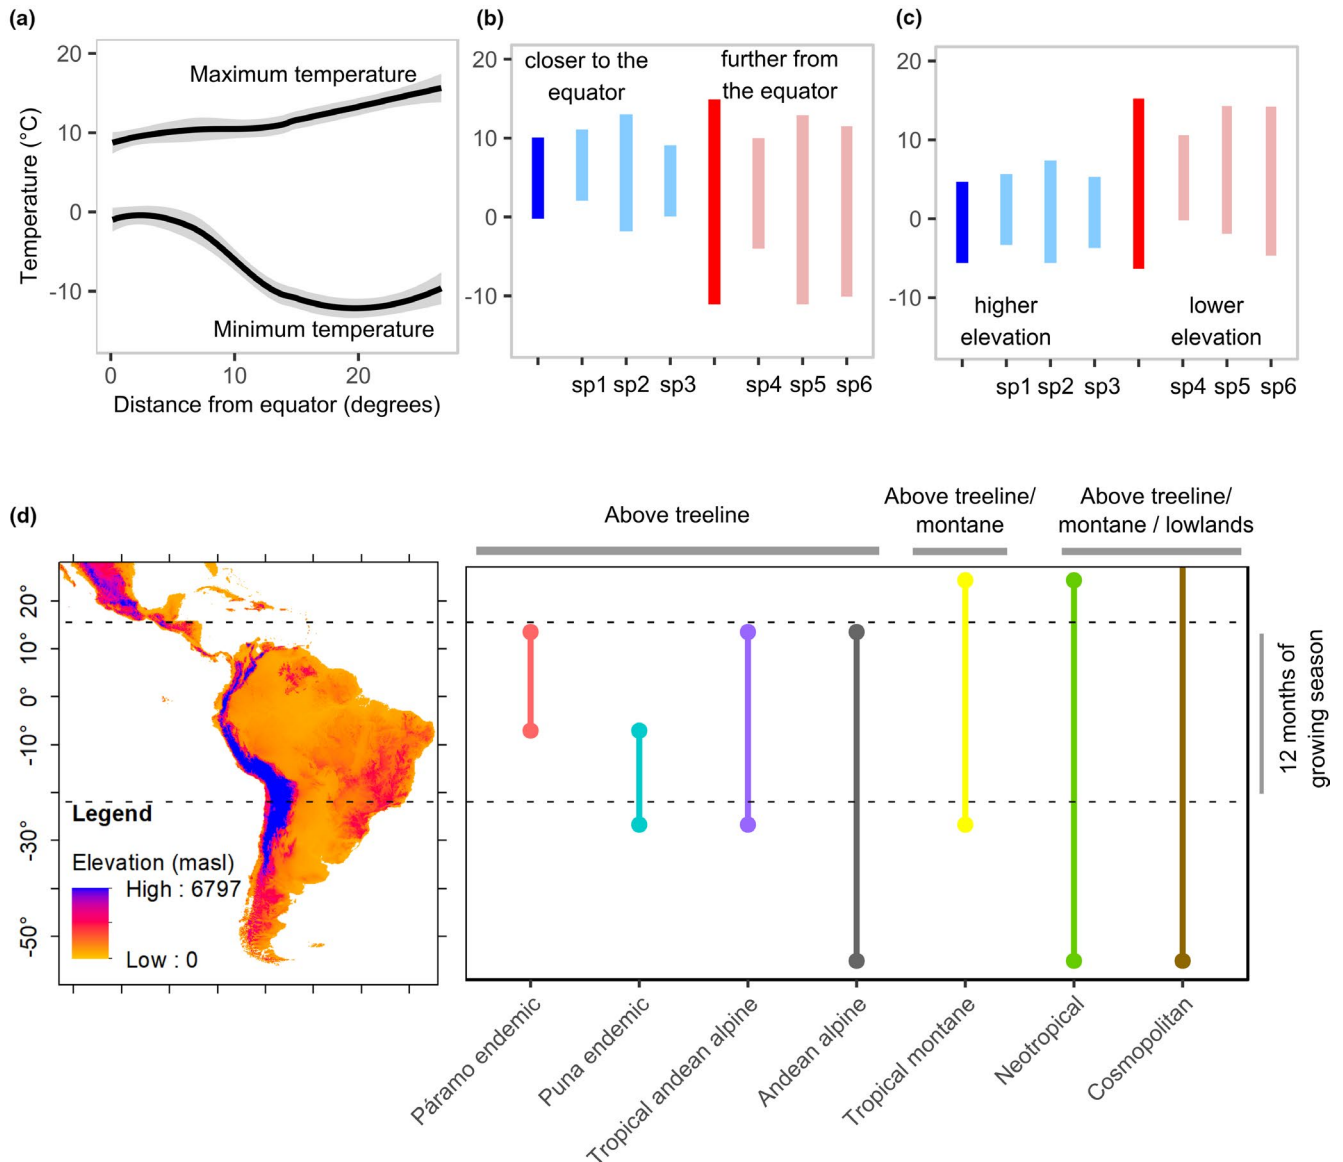 (a)
20
10
0
-10
Temperature (°C)
Maximum temperature
Minimum temperature
0
10
20
Distance from equator (degrees)
(b)
20
10
0
-10
closer to the
equator
further from
the equator
sp1
sp2
sp3
sp4
sp5
sp6
(c)
20
10
0
-10
higher
elevation
lower
elevation
sp1
sp2
sp3
sp4
sp5
sp6
(d)
20°
10°
0°
-10°
-30°
-50°
Legend
Elevation (masl)
High : 6797
Low : 0
Above treeline
Above treeline/
montane
Above treeline/
montane / lowlands
12 months of
growing season
Páramo endemic
Puna endemic
Tropical andean alpine
Andean alpine
Tropical montane
Neotropical
Cosmopolitan